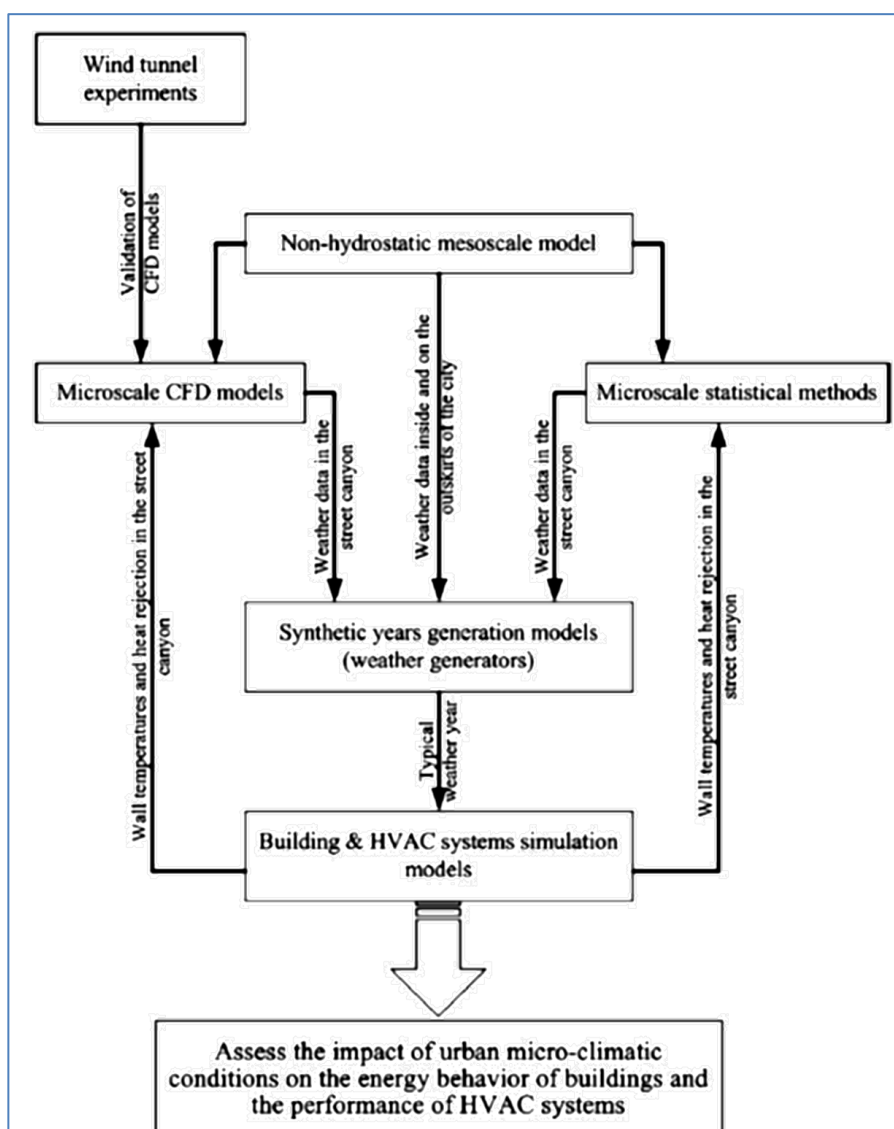 Wind tunnel
experiments
Validation of
CFD models
Non-hydrostatic mesoscale model
Microscale CFD models
Microscale statistical methods
Weather data in the
street canyon
Weather data inside and on the
outskirts of the city
Weather data in the
street canyon
Wall temperatures and heat rejection in the street
canyon
Wall temperatures and heat rejection in the
street canyon
Synthetic years generation models
(weather generators)
Typical
weather year
Building & HVAC systems simulation
models
Assess the impact of urban micro-climatic
conditions on the energy behavior of buildings and
the performance of HVAC systems